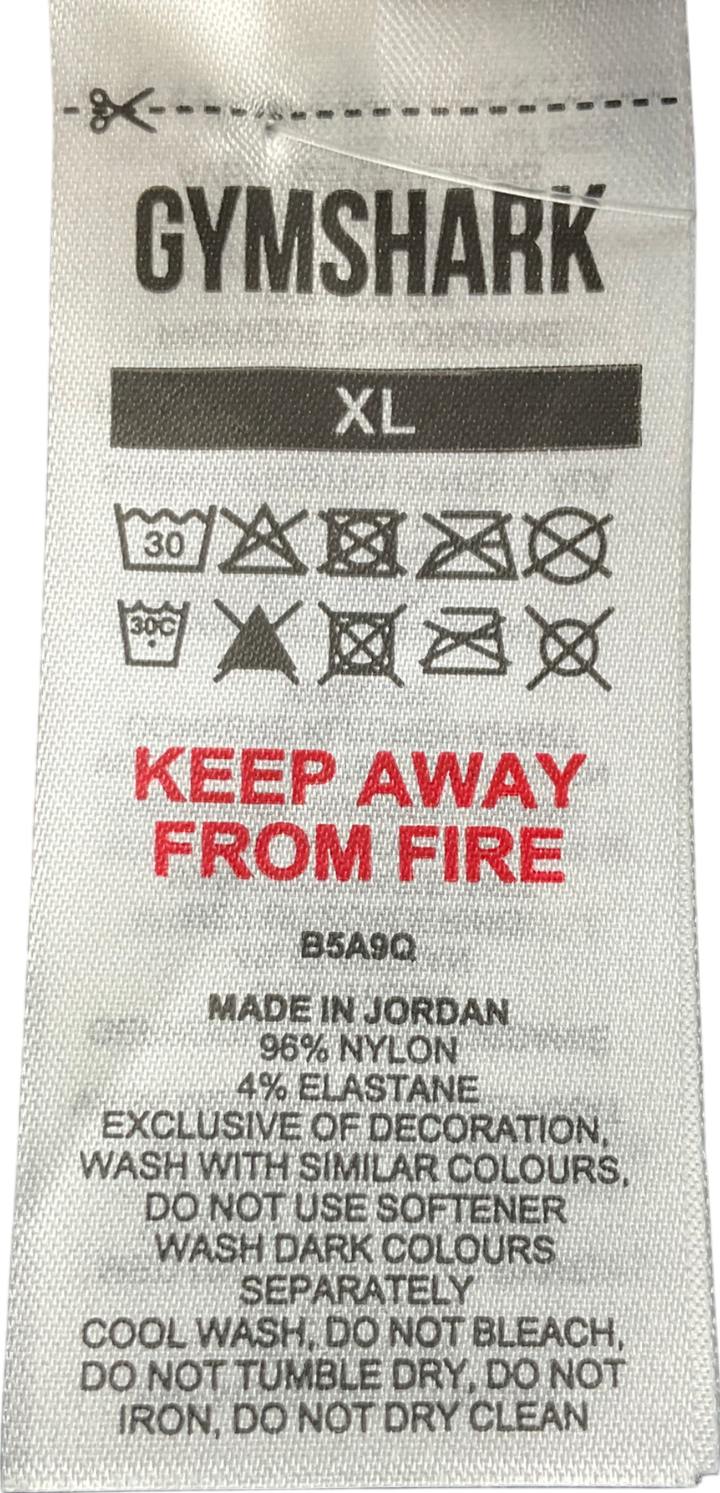 GYMSHARK
XL
30
30C
KEEP AWAY
FROM FIRE
B5A9Q
MADE IN JORDAN
96% NYLON
4% ELASTANE
EXCLUSIVE OF DECORATION,
WASH WITH SIMILAR COLOURS,
DO NOT USE SOFTENER
WASH DARK COLOURS
SEPARATELY
COOL WASH, DO NOT BLEACH,
DO NOT TUMBLE DRY, DO NOT
IRON, DO NOT DRY CLEAN